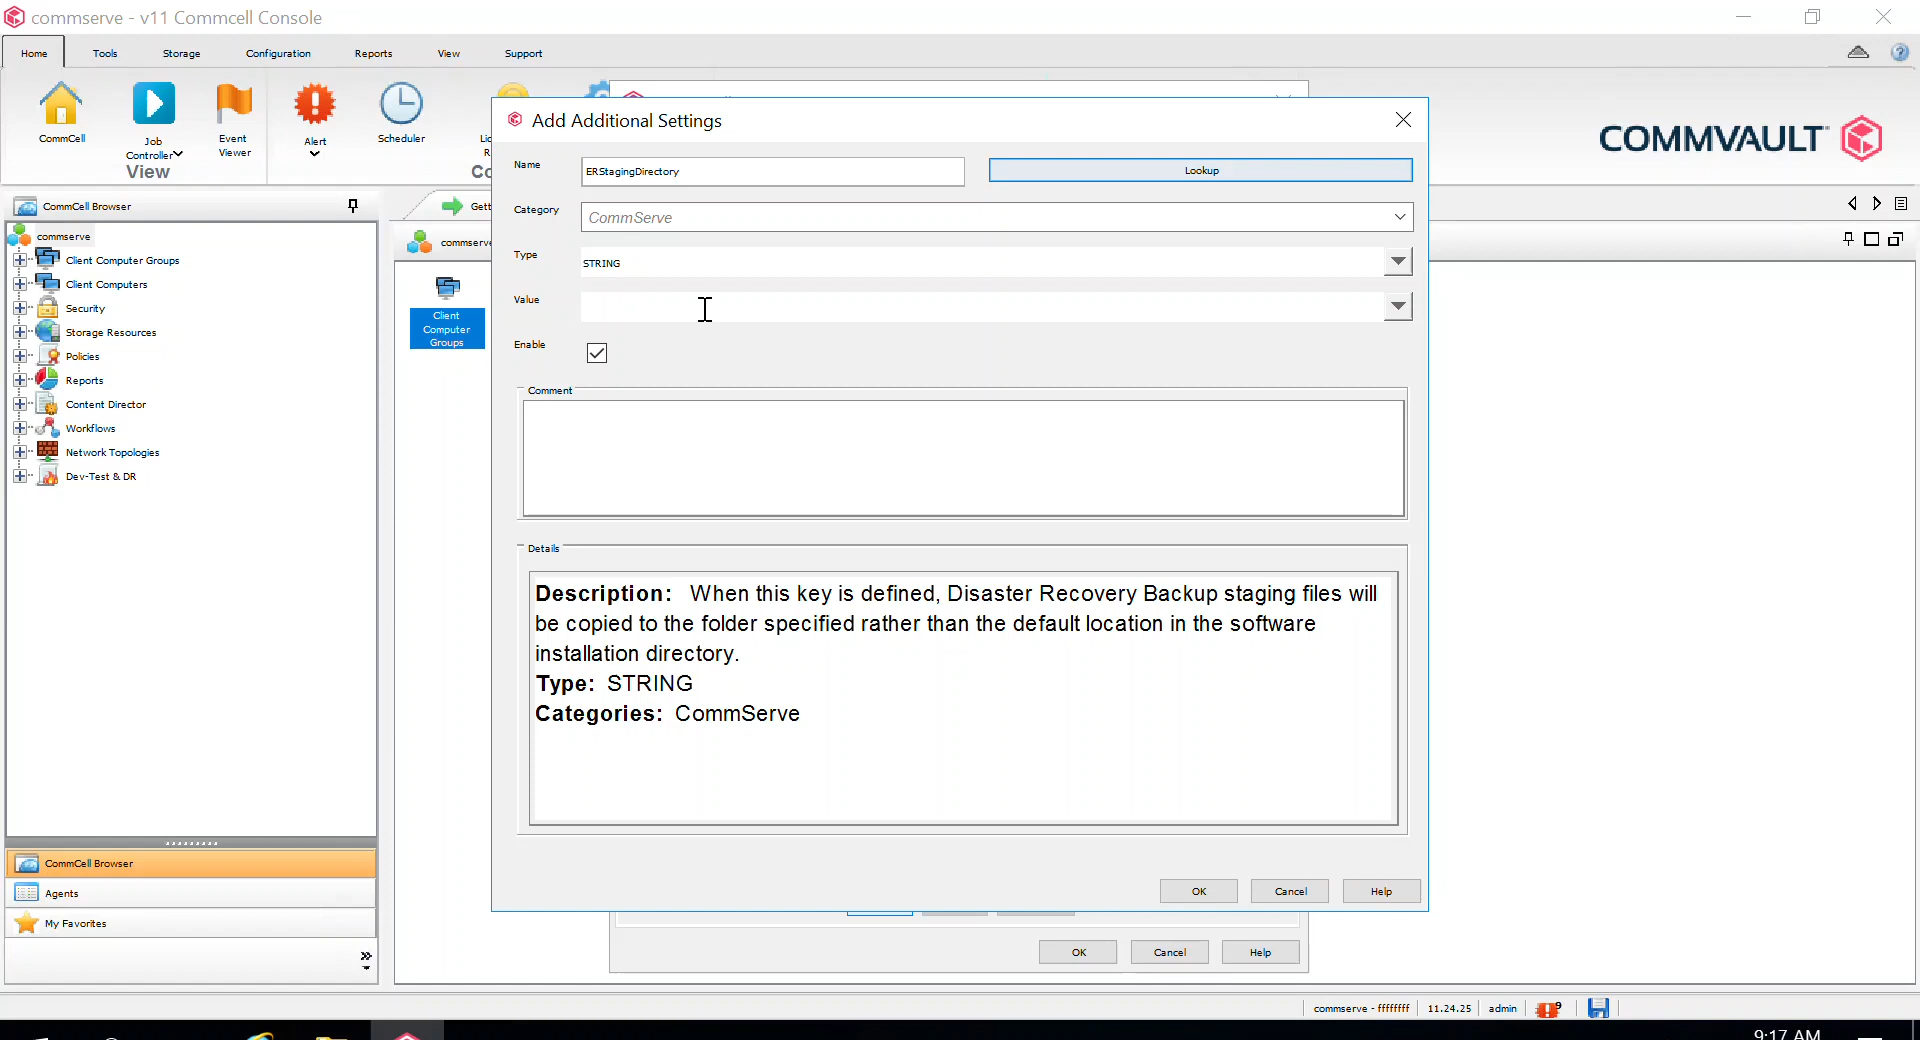 commserve - v11 Commcell Console
Home
Tools
Storage
Configuration
Reports
View
Support
CommCell
Job
Controller
Event
Viewer
View
Alert
Scheduler
COMMVAULT
Add Additional Settings
Name
ERStagingDirectory
Lookup
Category
CommServe
Type
STRING
Value
Enable
Comment
Details
Description: When this key is defined, Disaster Recovery Backup staging files will
be copied to the folder specified rather than the default location in the software
installation directory.
Type: STRING
Categories: CommServe
OK
Cancel
Help
OK
Cancel
Help
CommCell Browser
commserve
Client Computer Groups
Client Computers
Security
Storage Resources
Policies
Reports
Content Director
Workflows
Network Topologies
Dev-Test & DR
CommCell Browser
Agents
My Favorites
commserve
Client
Computer
Groups
commserve - ffffffff
11.24.25
admin
9
9:17 AM